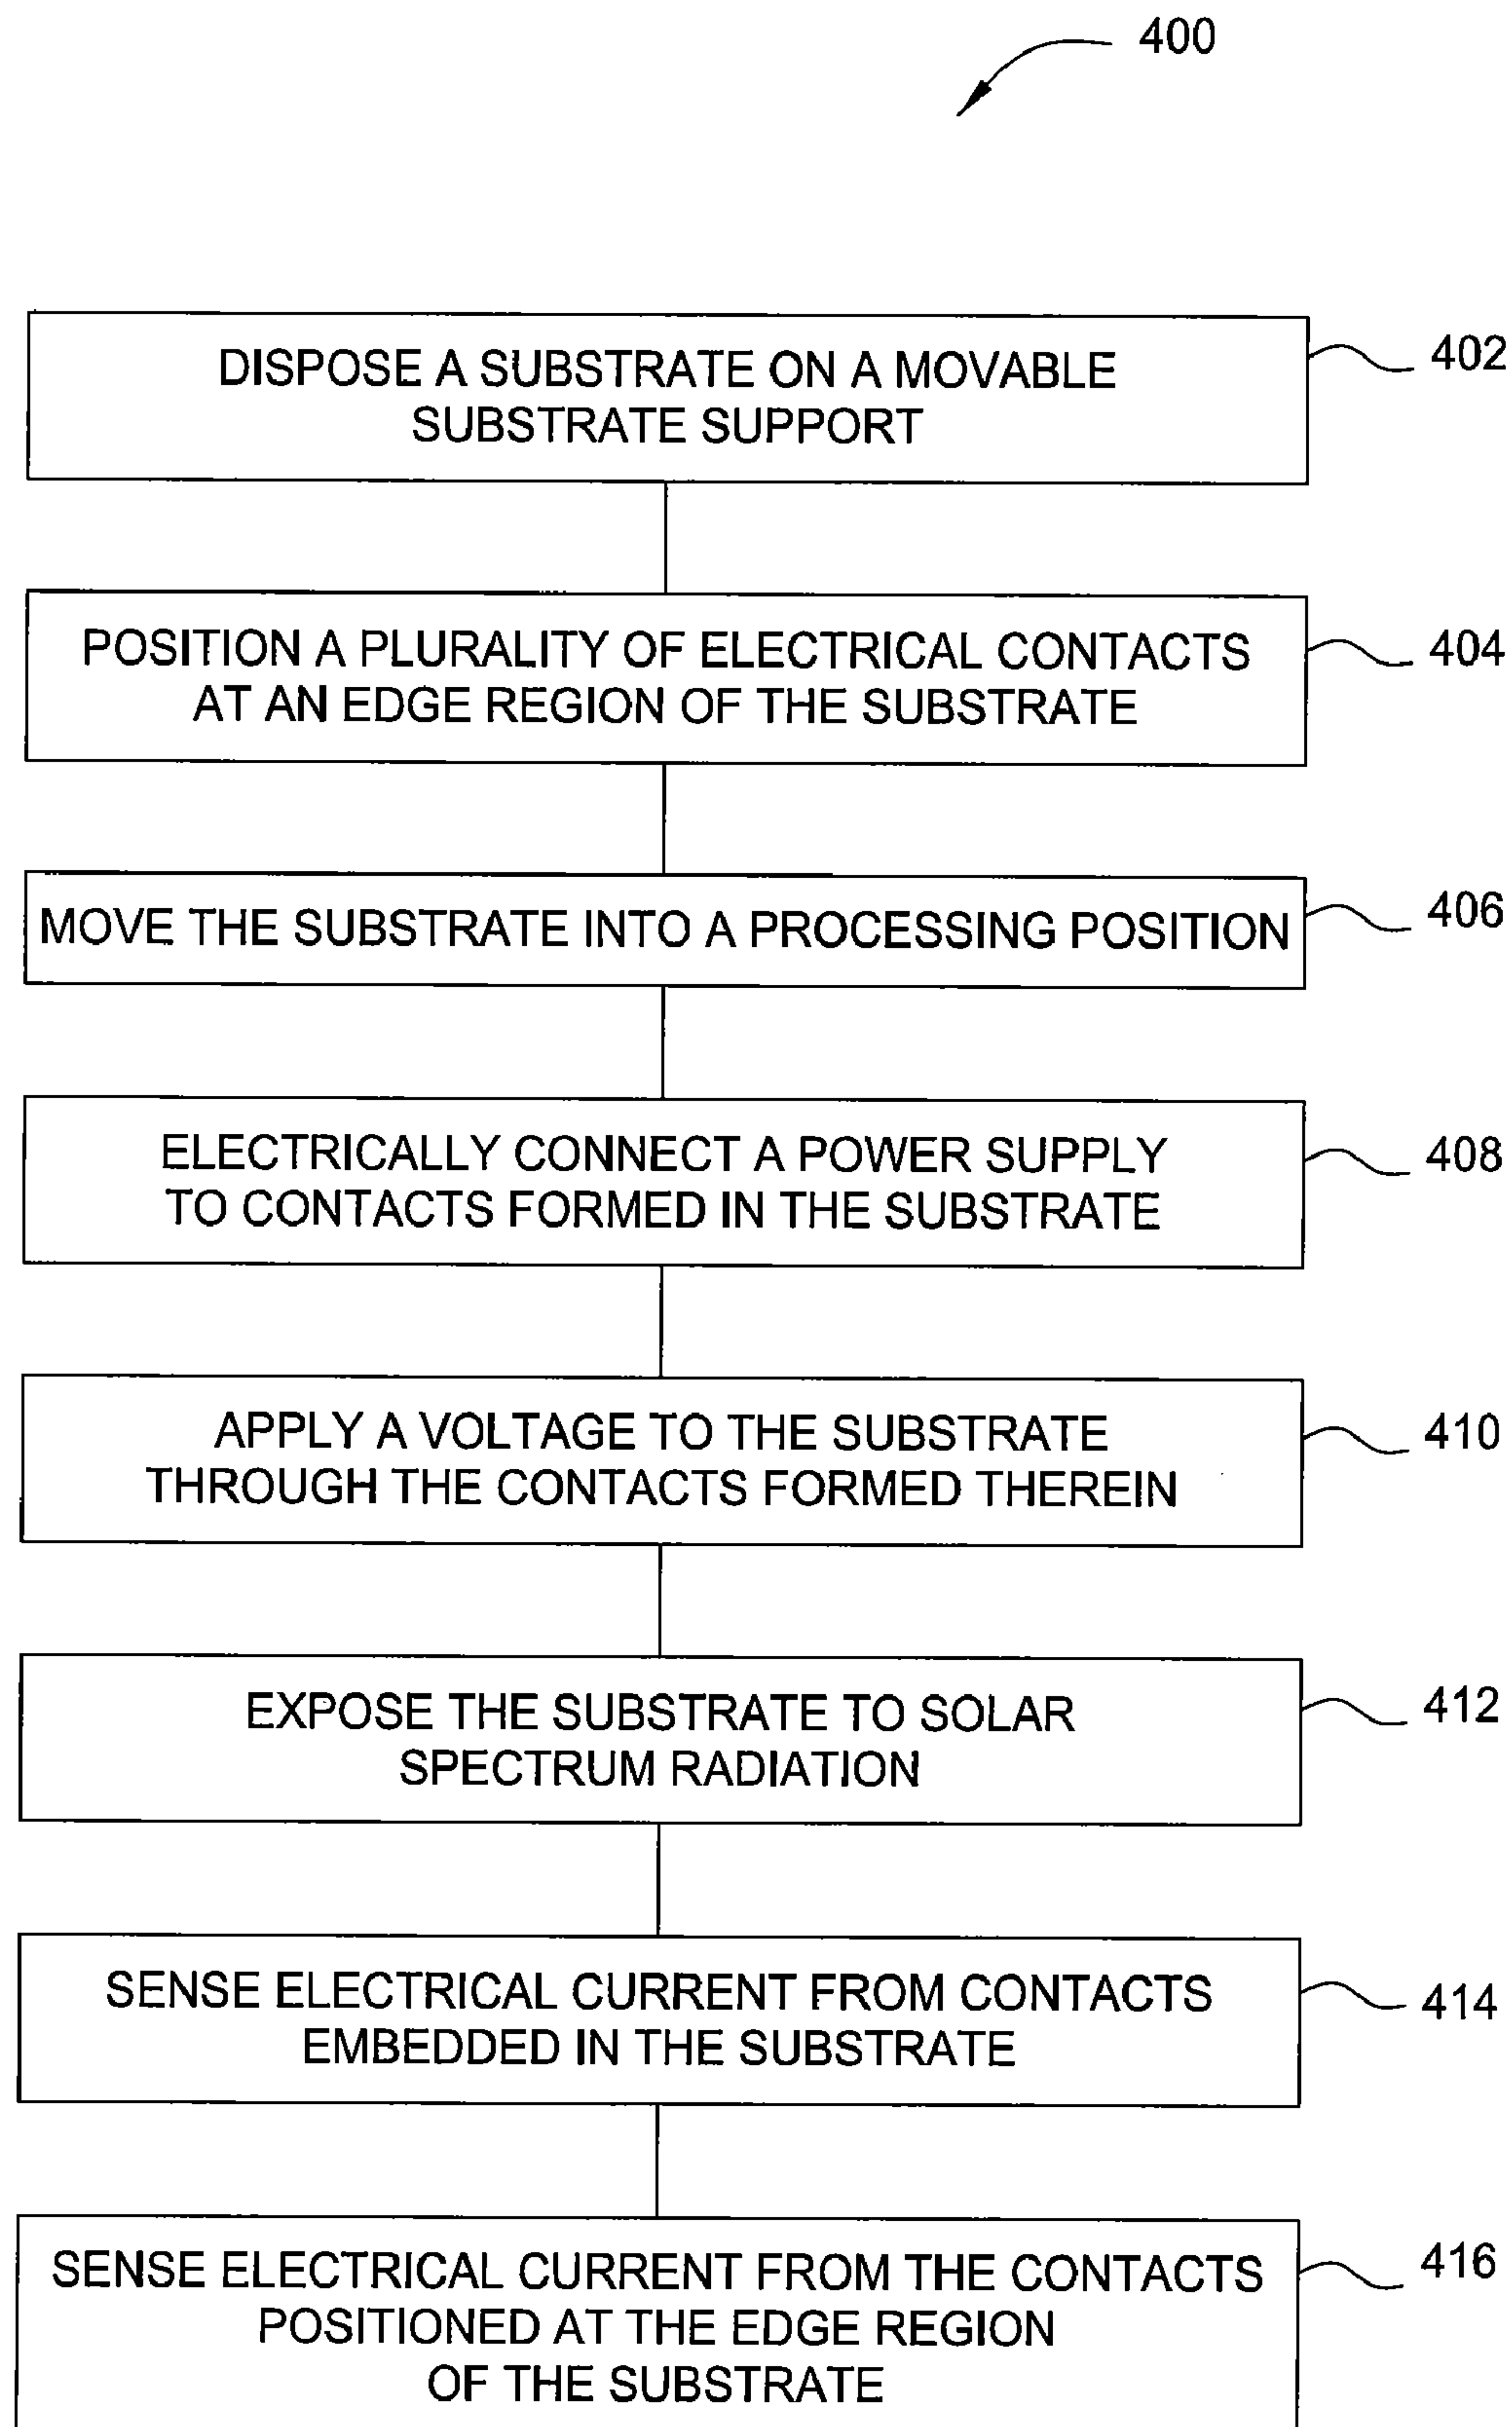 400
DISPOSE A SUBSTRATE ON A MOVABLE
SUBSTRATE SUPPORT
402
POSITION A PLURALITY OF ELECTRICAL CONTACTS
AT AN EDGE REGION OF THE SUBSTRATE
404
MOVE THE SUBSTRATE INTO A PROCESSING POSITION
406
ELECTRICALLY CONNECT A POWER SUPPLY
TO CONTACTS FORMED IN THE SUBSTRATE
408
APPLY A VOLTAGE TO THE SUBSTRATE
THROUGH THE CONTACTS FORMED THEREIN
410
EXPOSE THE SUBSTRATE TO SOLAR
SPECTRUM RADIATION
412
SENSE ELECTRICAL CURRENT FROM CONTACTS
EMBEDDED IN THE SUBSTRATE
414
SENSE ELECTRICAL CURRENT FROM THE CONTACTS
POSITIONED AT THE EDGE REGION
OF THE SUBSTRATE
416